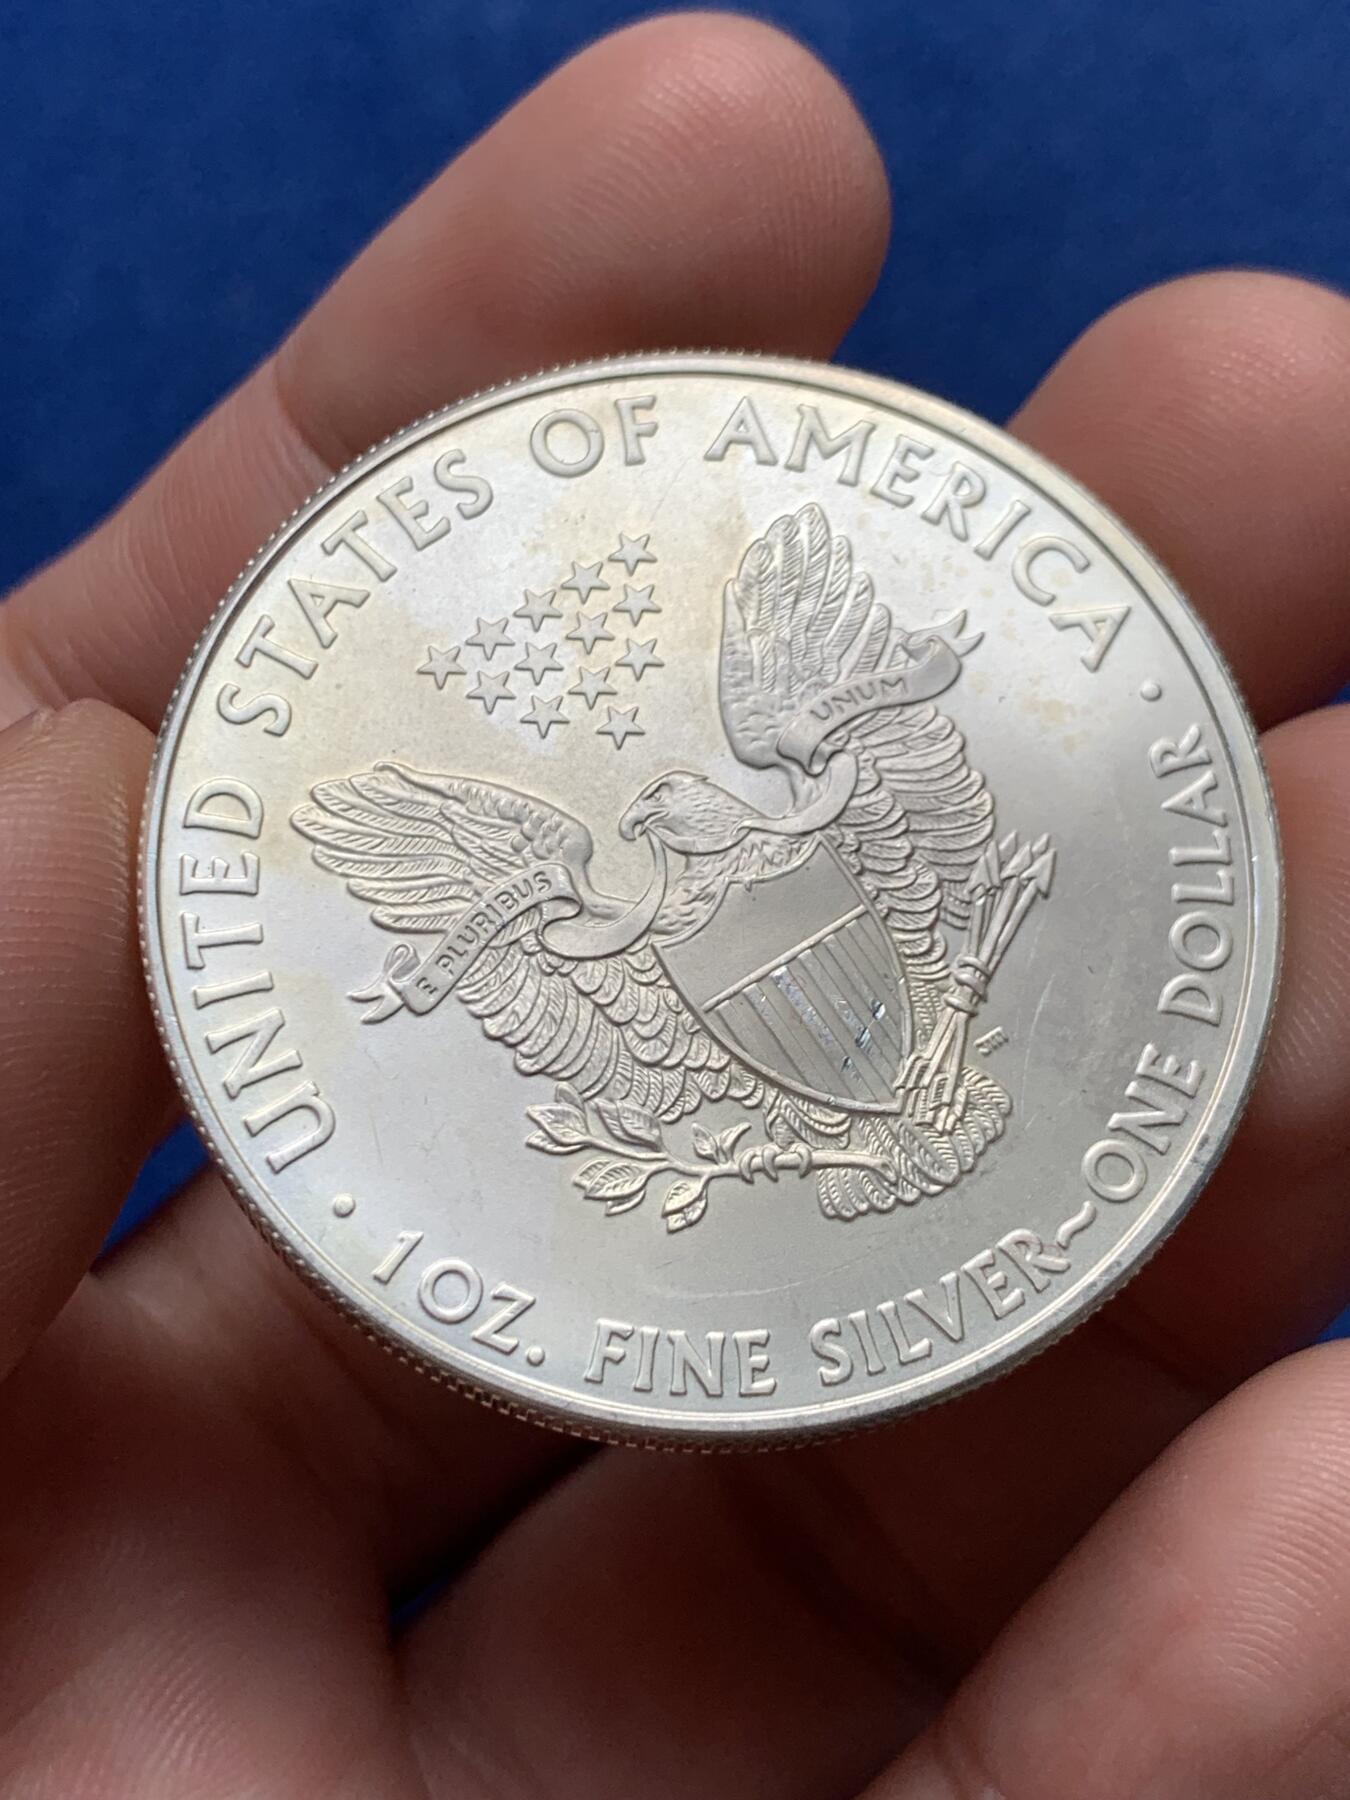 UNITED STATES OF AMERICA
· 1 OZ. FINE SILVER~ONE DOLLAR ·
E PLURIBUS
UNUM